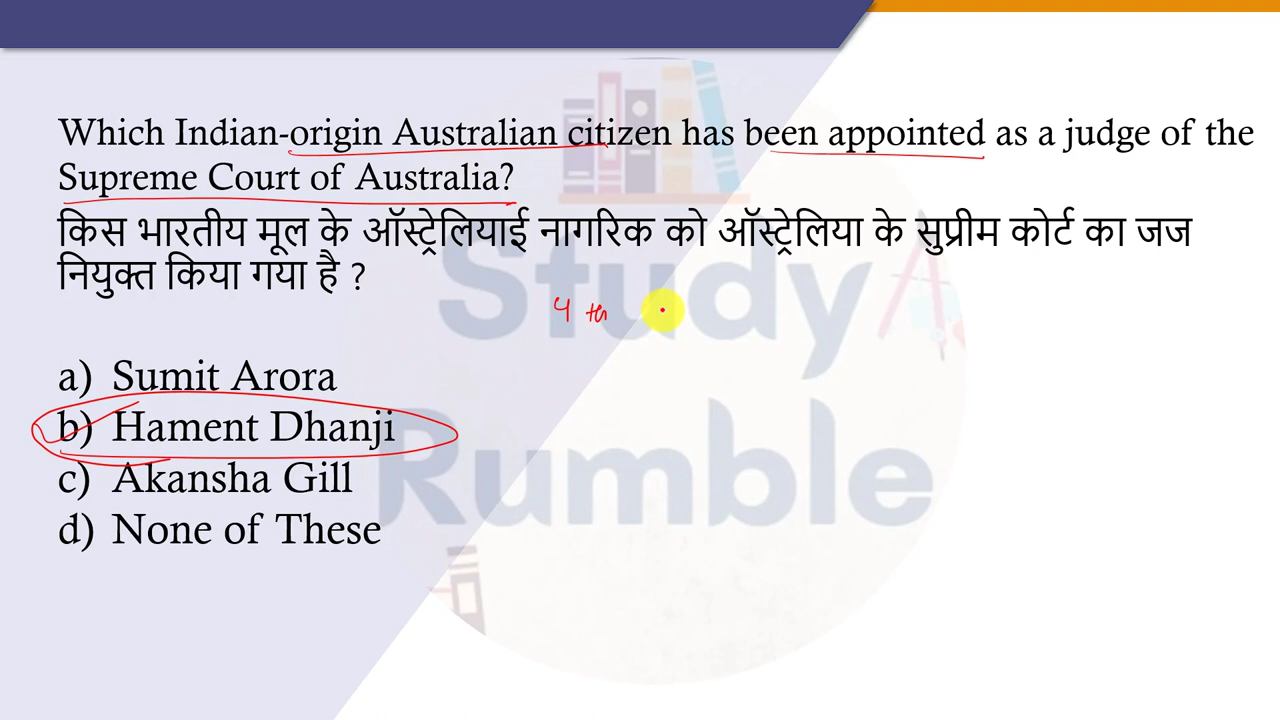 Which Indian-origin Australian citizen has been appointed as a judge of the
Supreme Court of Australia?
किस भारतीय मूल के ऑस्ट्रेलियाई नागरिक को ऑस्ट्रेलिया के सुप्रीम कोर्ट का जज
नियुक्त किया गया है ?
4 th
a) Sumit Arora
b) Hament Dhanji
c) Akansha Gill
d) None of These
Study
Rumble